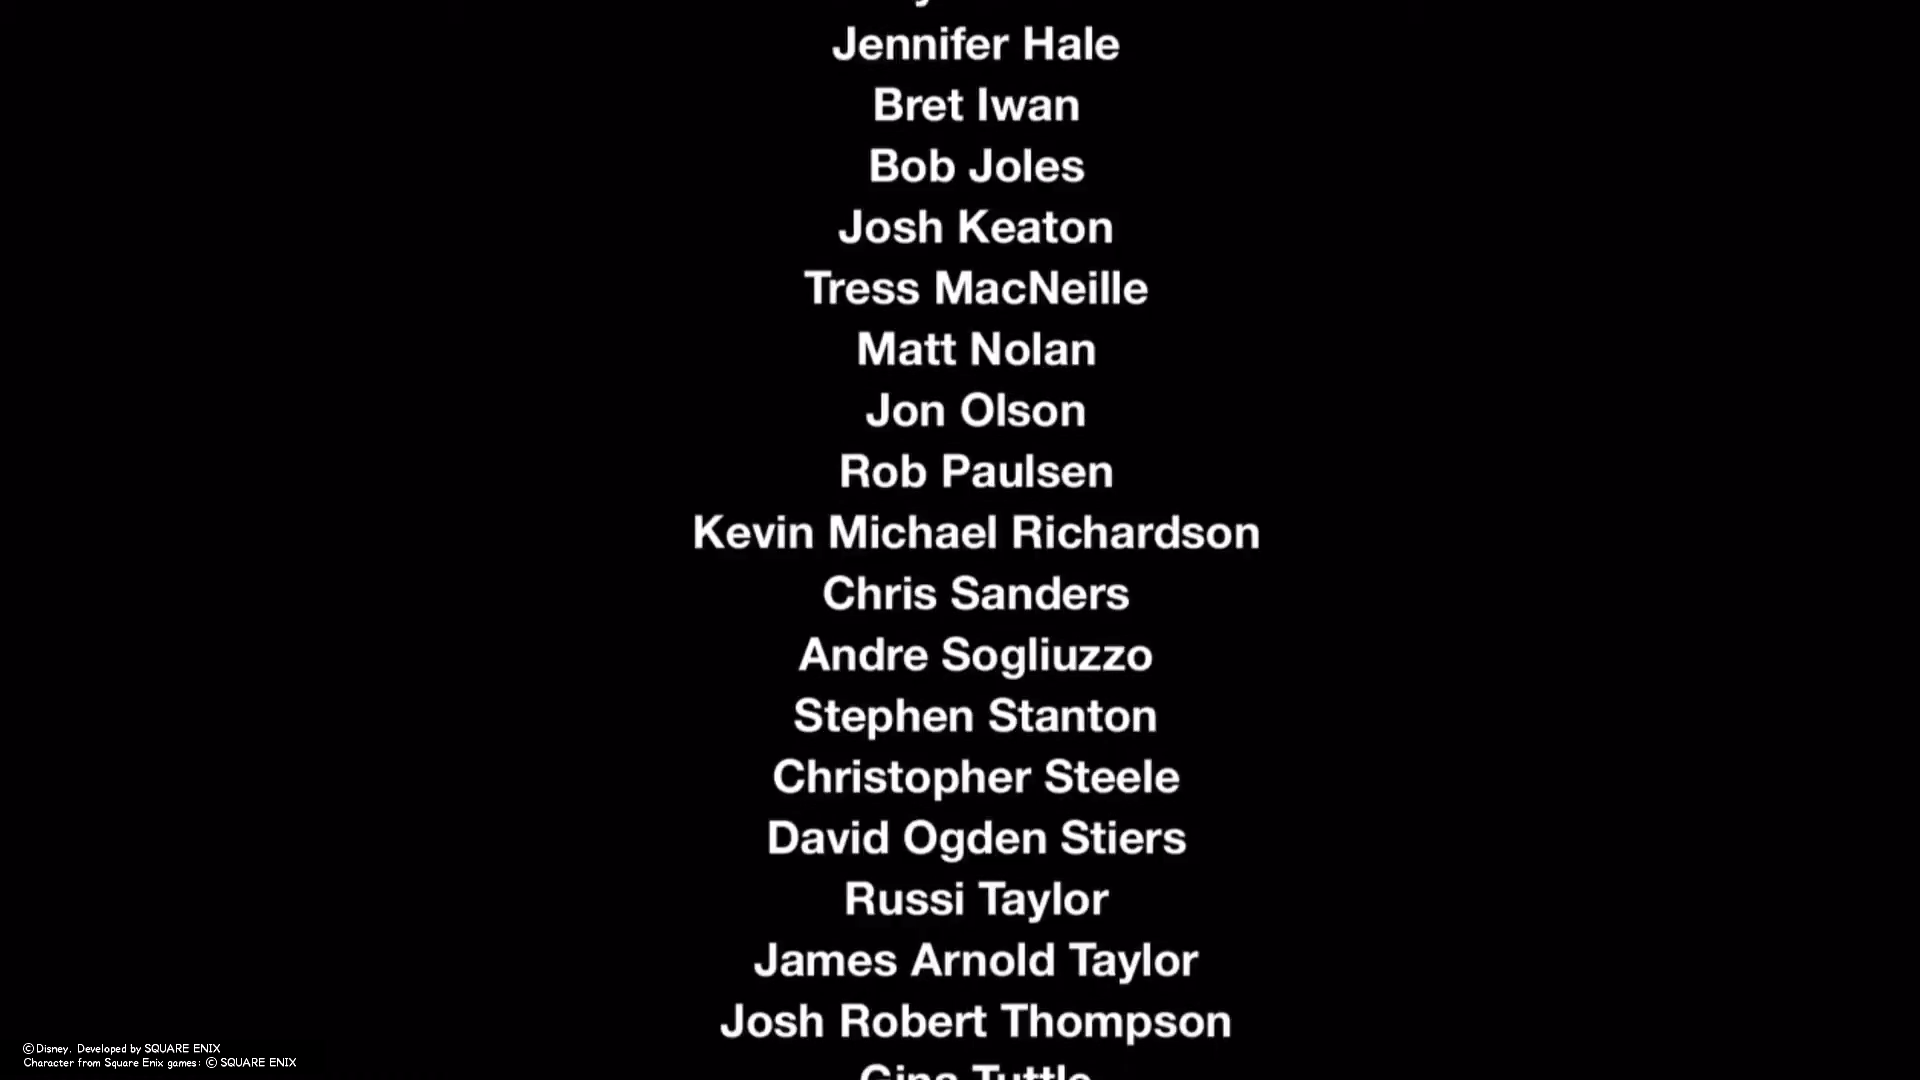 Jennifer Hale
Bret Iwan
Bob Joles
Josh Keaton
Tress MacNeille
Matt Nolan
Jon Olson
Rob Paulsen
Kevin Michael Richardson
Chris Sanders
Andre Sogliuzzo
Stephen Stanton
Christopher Steele
David Ogden Stiers
Russi Taylor
James Arnold Taylor
Josh Robert Thompson
Gina Tuttle
©Disney. Developed by SQUARE ENIX
Character from Square Enix games: © SQUARE ENIX